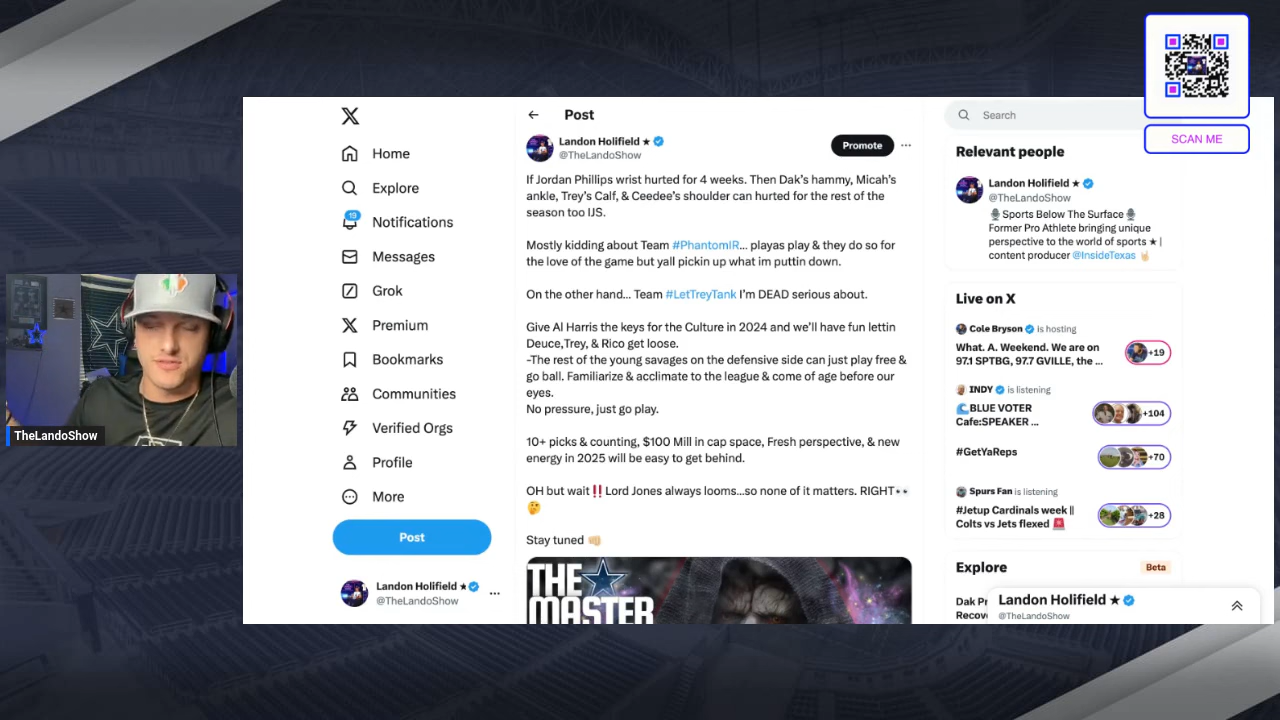 SCAN ME
Home
Explore
19
Notifications
Messages
Grok
Premium
Bookmarks
Communities
Verified Orgs
Profile
More
Post
Landon Holifield ★
@TheLandoShow
Post
Landon Holifield ★
@TheLandoShow
Promote
If Jordan Phillips wrist hurted for 4 weeks. Then Dak's hammy, Micah's
ankle, Trey's Calf, & Ceedee's shoulder can hurted for the rest of the
season too IJS.
Mostly kidding about Team #PhantomIR... playas play & they do so for
the love of the game but yall pickin up what im puttin down.
On the other hand... Team #LetTreyTank I'm DEAD serious about.
Give Al Harris the keys for the Culture in 2024 and we'll have fun lettin
Deuce,Trey, & Rico get loose.
-The rest of the young savages on the defensive side can just play free &
go ball. Familiarize & acclimate to the league & come of age before our
eyes.
No pressure, just go play.
10+ picks & counting, $100 Mill in cap space, Fresh perspective, & new
energy in 2025 will be easy to get behind.
OH but wait‼️Lord Jones always looms...so none of it matters. RIGHT👀
🤔
Stay tuned 👊🏼
THE
MASTER
Search
Relevant people
Landon Holifield ★
@TheLandoShow
🎙️Sports Below The Surface🎙️
Former Pro Athlete bringing unique
perspective to the world of sports ★ |
content producer @InsideTexas 🤘🏻
Live on X
Cole Bryson is hosting
What. A. Weekend. We are on
97.1 SPTBG, 97.7 GVILLE, the ...
+19
INDY is listening
🌊BLUE VOTER
Cafe:SPEAKER ...
+104
#GetYaReps
+70
Spurs Fan is listening
#Jetup Cardinals week ||
Colts vs Jets flexed 🚨
+28
Explore
Beta
Landon Holifield ★
@TheLandoShow
TheLandoShow